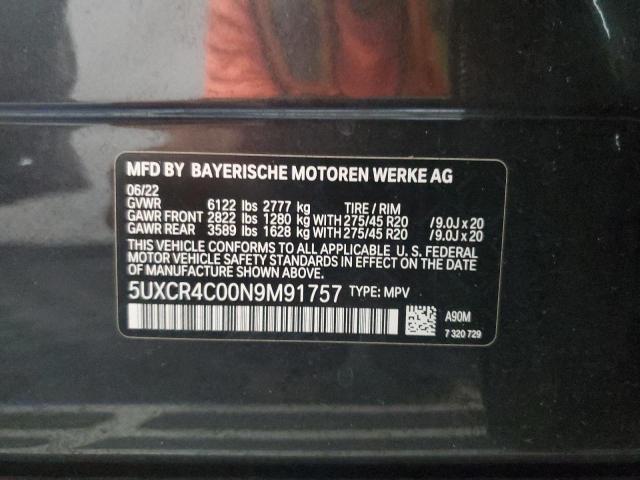 MFD BY BAYERISCHE MOTOREN WERKE AG
06/22
GVWR 6122 lbs 2777 kg TIRE / RIM
GAWR FRONT 2822 lbs 1280 kg WITH 275/45 R20 /9.0J x 20
GAWR REAR 3589 lbs 1628 kg WITH 275/45 R20 /9.0J x 20
THIS VEHICLE CONFORMS TO ALL APPLICABLE U. S. FEDERAL
MOTOR VEHICLE SAFETY STANDARDS IN EFFECT ON THE DATE
OF MANUFACTURE SHOWN ABOVE.
5UXCR4C00N9M91757 TYPE: MPV
A90M
7 320 729